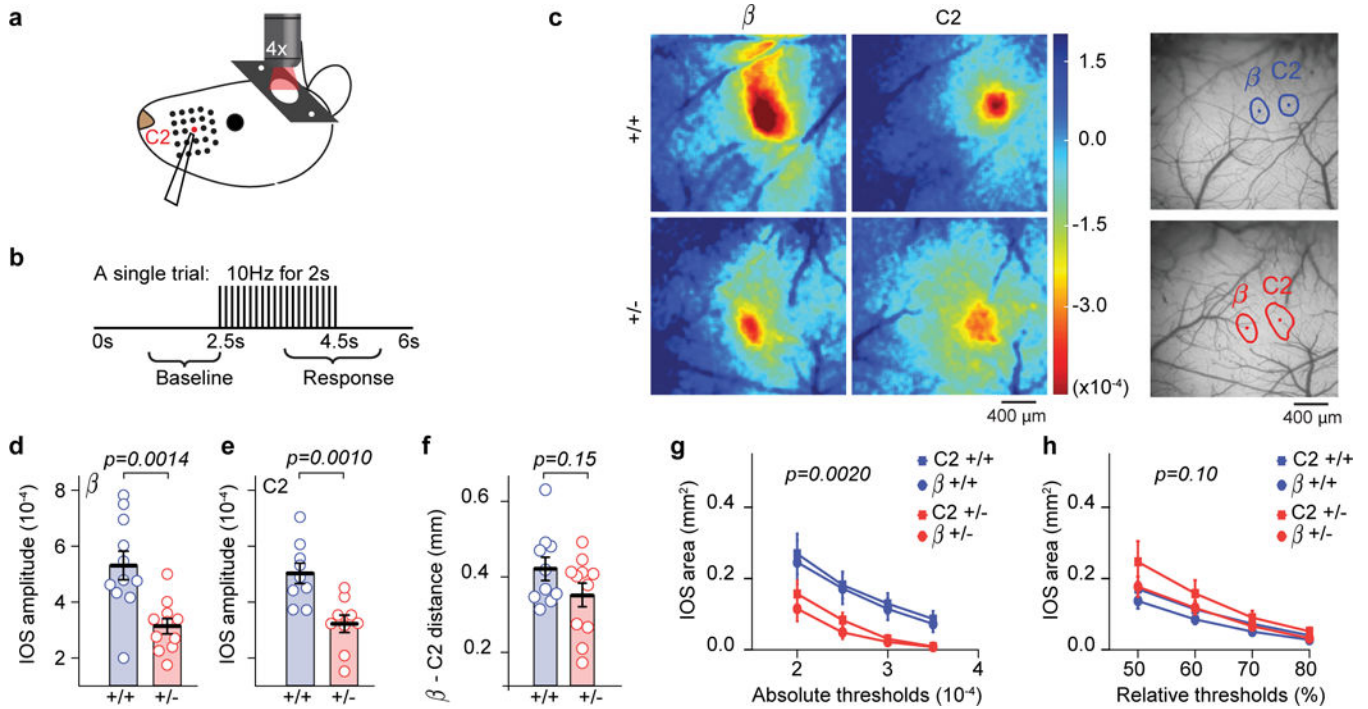 a
4x
C2
b
A single trial: 10Hz for 2s
0s 2.5s 4.5s 6s
Baseline Response
c
β C2
+/+
+/-
1.5
0.0
-1.5
-3.0
(x10⁻⁴)
400 µm
β C2
β C2
400 µm
d
p=0.0014
β
IOS amplitude (10⁻⁴)
8
6
4
2
+/+ +/-
e
p=0.0010
C2
IOS amplitude (10⁻⁴)
+/+ +/-
f
p=0.15
β - C2 distance (mm)
0.6
0.4
0.2
+/+ +/-
g
p=0.0020
C2 +/+
β +/+
C2 +/-
β +/-
IOS area (mm²)
0.4
0.2
0.0
2 3 4
Absolute thresholds (10⁻⁴)
h
p=0.10
C2 +/+
β +/+
C2 +/-
β +/-
IOS area (mm²)
0.4
0.2
0.0
50 60 70 80
Relative thresholds (%)